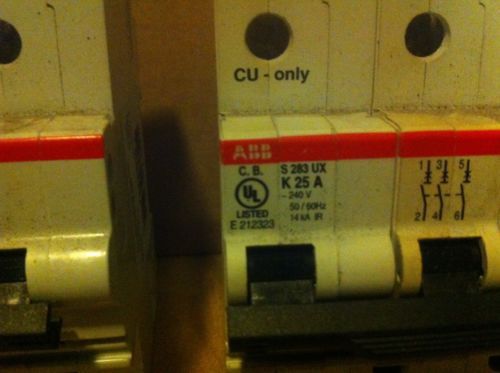 CU - only
ABB
C. B.
UL
LISTED
E 212323
S 283 UX
K 25 A
~ 240 V
50 / 60Hz
14 kA IR
1 3 5
2 4 6